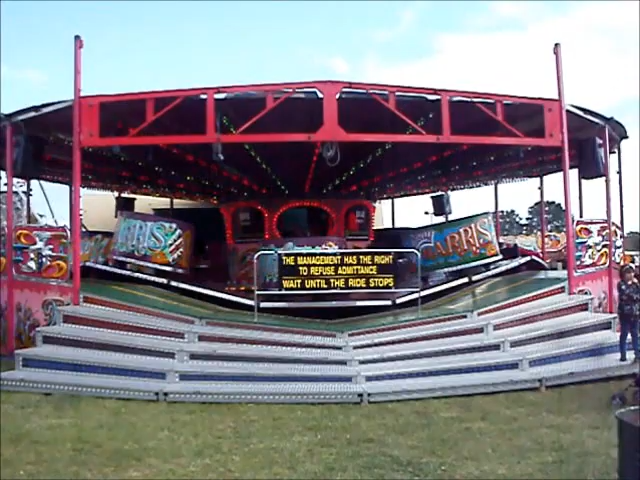 THE MANAGEMENT HAS THE RIGHT
TO REFUSE ADMITTANCE
WAIT UNTIL THE RIDE STOPS